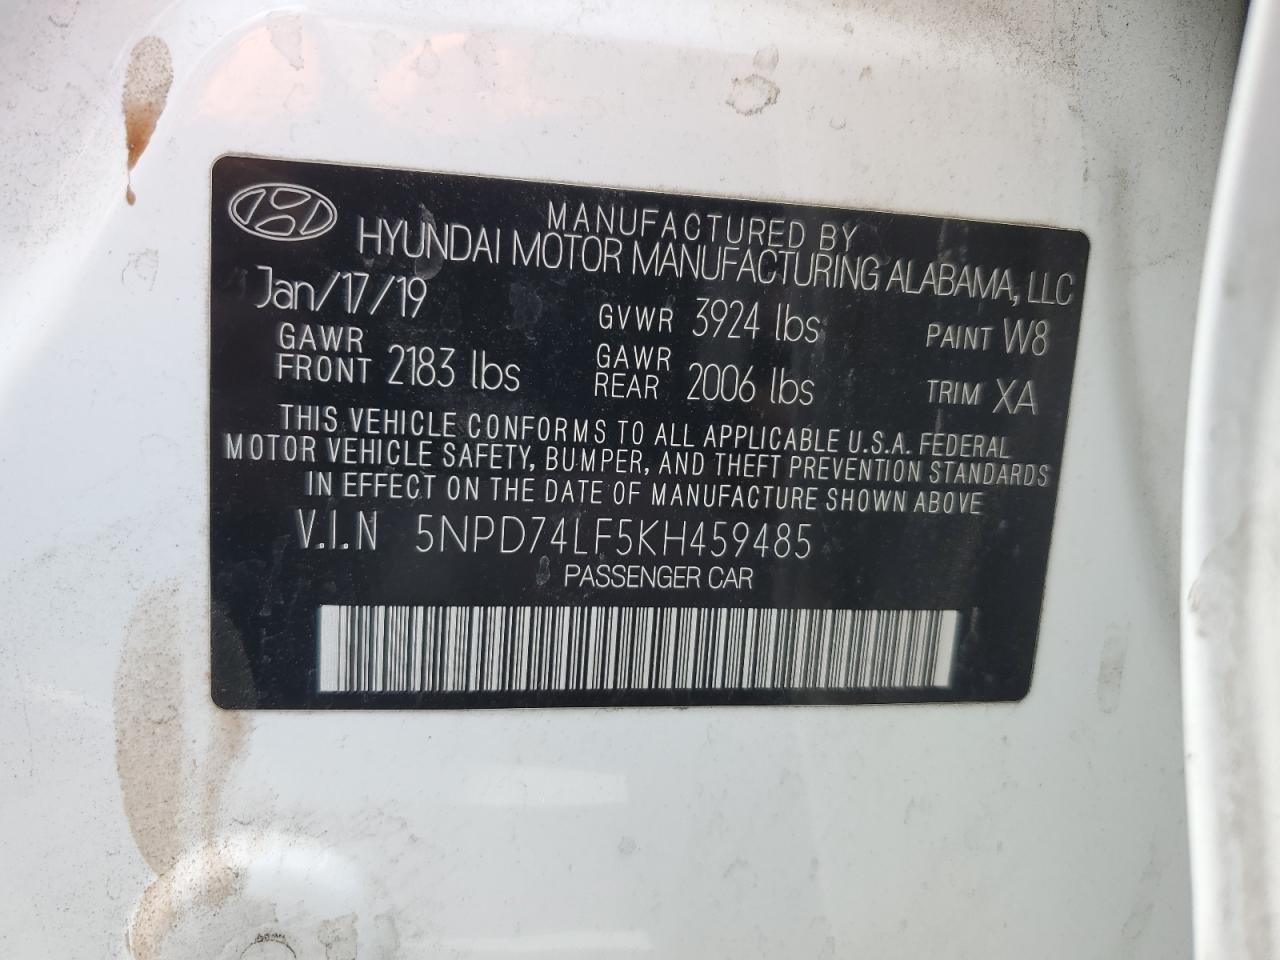 MANUFACTURED BY
HYUNDAI MOTOR MANUFACTURING ALABAMA, LLC
Jan/17/19 GVWR 3924 lbs PAINT W8
GAWR FRONT 2183 lbs GAWR REAR 2006 lbs TRIM XA
THIS VEHICLE CONFORMS TO ALL APPLICABLE U.S.A. FEDERAL
MOTOR VEHICLE SAFETY, BUMPER, AND THEFT PREVENTION STANDARDS
IN EFFECT ON THE DATE OF MANUFACTURE SHOWN ABOVE
V.I.N 5NPD74LF5KH459485
PASSENGER CAR